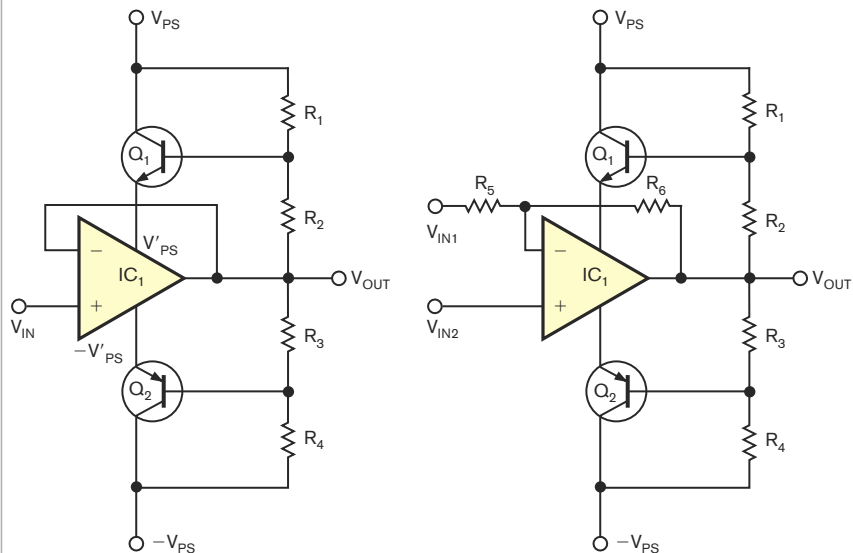 V_PS
R_1
Q_1
R_2
V'_PS
−
IC_1
+
V_IN
V_OUT
−V'_PS
R_3
Q_2
R_4
−V_PS
V_PS
R_1
Q_1
R_5
R_6
V_IN1
R_2
−
IC_1
+
V_IN2
V_OUT
R_3
Q_2
R_4
−V_PS